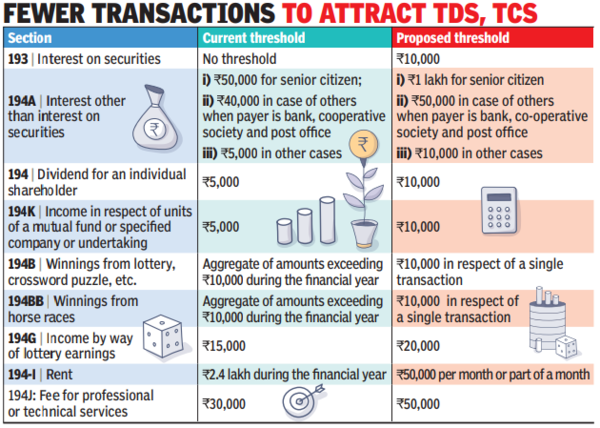 FEWER TRANSACTIONS TO ATTRACT TDS, TCS
Section
Current threshold
Proposed threshold
193 | Interest on securities
No threshold
₹10,000
194A | Interest other
than interest on
securities
i) ₹50,000 for senior citizen;
ii) ₹40,000 in case of others
when payer is bank, cooperative
society and post office
iii) ₹5,000 in other cases
i) ₹1 lakh for senior citizen
ii) ₹50,000 in case of others
when payer is bank, co-operative
society and post office
iii) ₹10,000 in other cases
194 | Dividend for an individual
shareholder
₹5,000
₹10,000
194K | Income in respect of units
of a mutual fund or specified
company or undertaking
₹5,000
₹10,000
194B | Winnings from lottery,
crossword puzzle, etc.
Aggregate of amounts exceeding
₹10,000 during the financial year
₹10,000 in respect of a single
transaction
194BB | Winnings from
horse races
Aggregate of amounts exceeding
₹10,000 during the financial year
₹10,000 in respect of
a single transaction
194G | Income by way
of lottery earnings
₹15,000
₹20,000
194-I | Rent
₹2.4 lakh during the financial year
₹50,000 per month or part of a month
194J: Fee for professional
or technical services
₹30,000
₹50,000